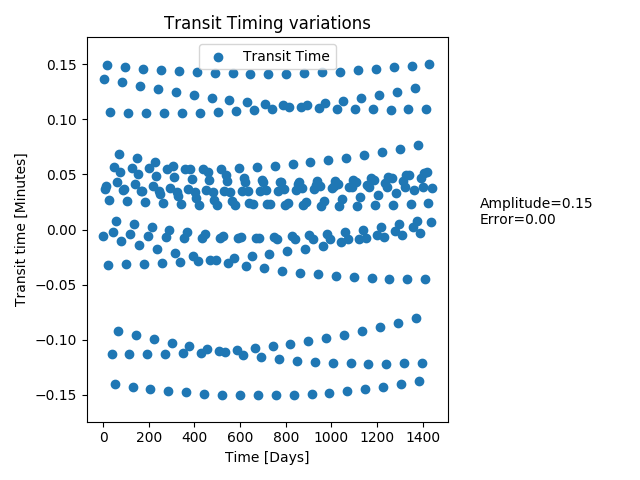 Transit Timing variations
Transit Time
0.15
0.10
0.05
0.00
−0.05
−0.10
−0.15
Transit time [Minutes]
0 200 400 600 800 1000 1200 1400
Time [Days]
Amplitude=0.15
Error=0.00